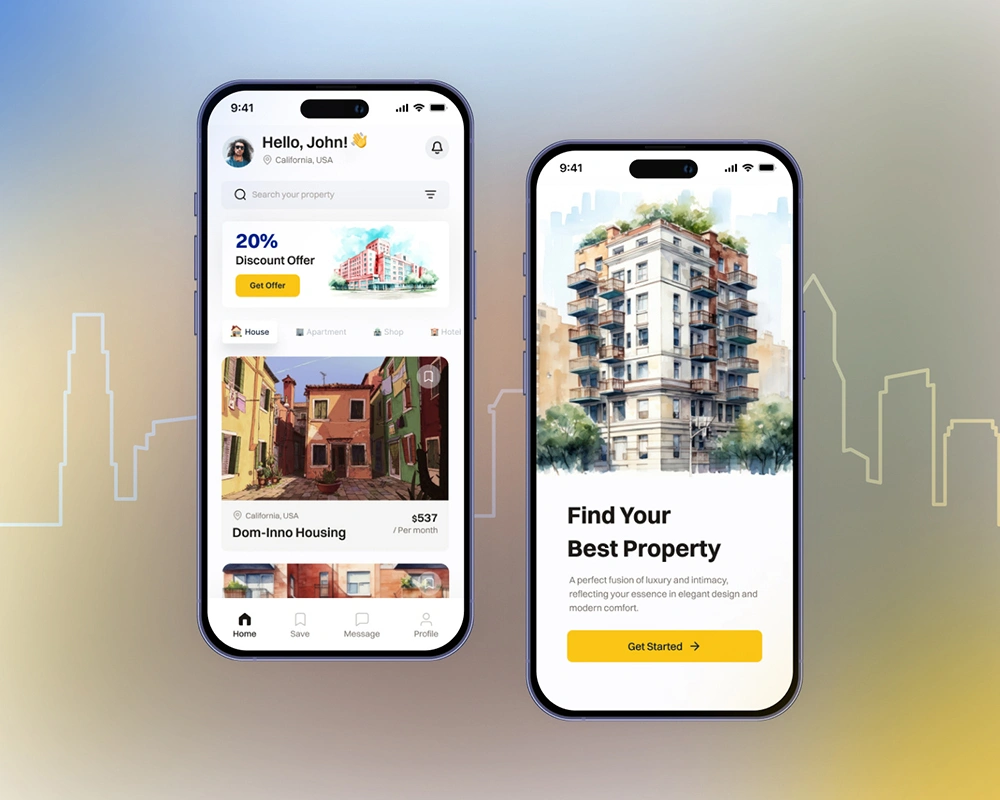 9:41
Hello, John! 👋
California, USA
Search your property
20%
Discount Offer
Get Offer
House
Apartment
Shop
Hotel
California, USA
$537
Dom-Inno Housing
/ Per month
Home
Save
Message
Profile
9:41
Find Your
Best Property
A perfect fusion of luxury and intimacy,
reflecting your essence in elegant design and
modern comfort.
Get Started →